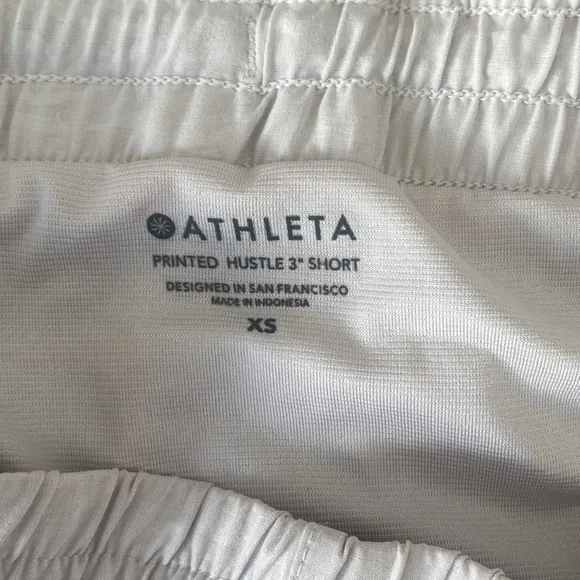 ATHLETA
PRINTED HUSTLE 3" SHORT
DESIGNED IN SAN FRANCISCO
MADE IN INDONESIA
XS